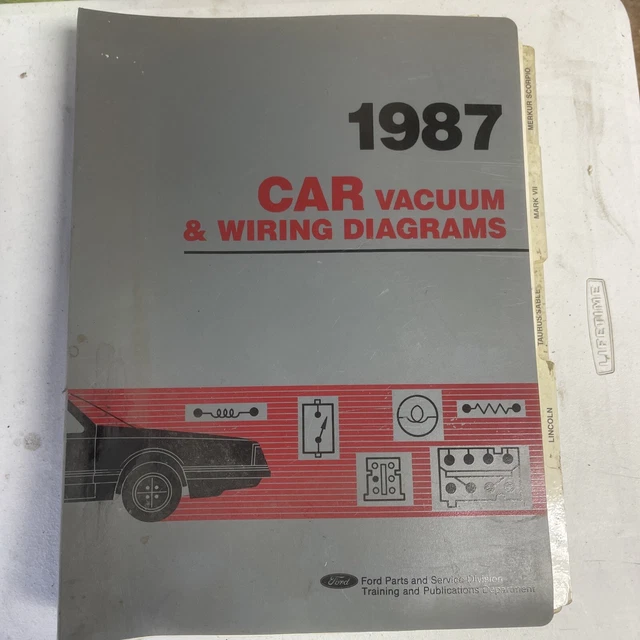 1987
CAR VACUUM
& WIRING DIAGRAMS
Ford
Ford Parts and Service Division
Training and Publications Department
MERKUR SCORPIO
MARK VII
TAURUS/SABLE
LINCOLN
LIFETIME